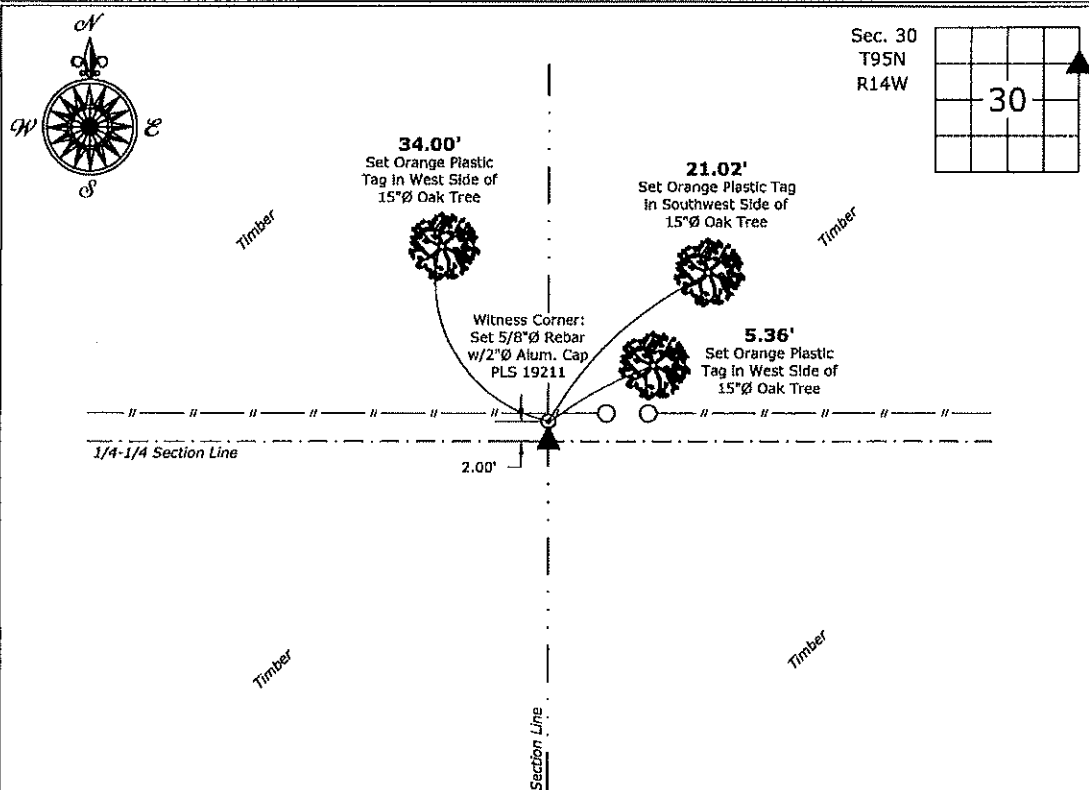 N
W
E
S
Sec. 30
T95N
R14W
30
34.00'
Set Orange Plastic
Tag in West Side of
15"Ø Oak Tree
21.02'
Set Orange Plastic Tag
in Southwest Side of
15"Ø Oak Tree
Timber
Timber
Witness Corner:
Set 5/8"Ø Rebar
w/2"Ø Alum. Cap
PLS 19211
5.36'
Set Orange Plastic
Tag in West Side of
15"Ø Oak Tree
1/4-1/4 Section Line
2.00'
Timber
Timber
Section Line